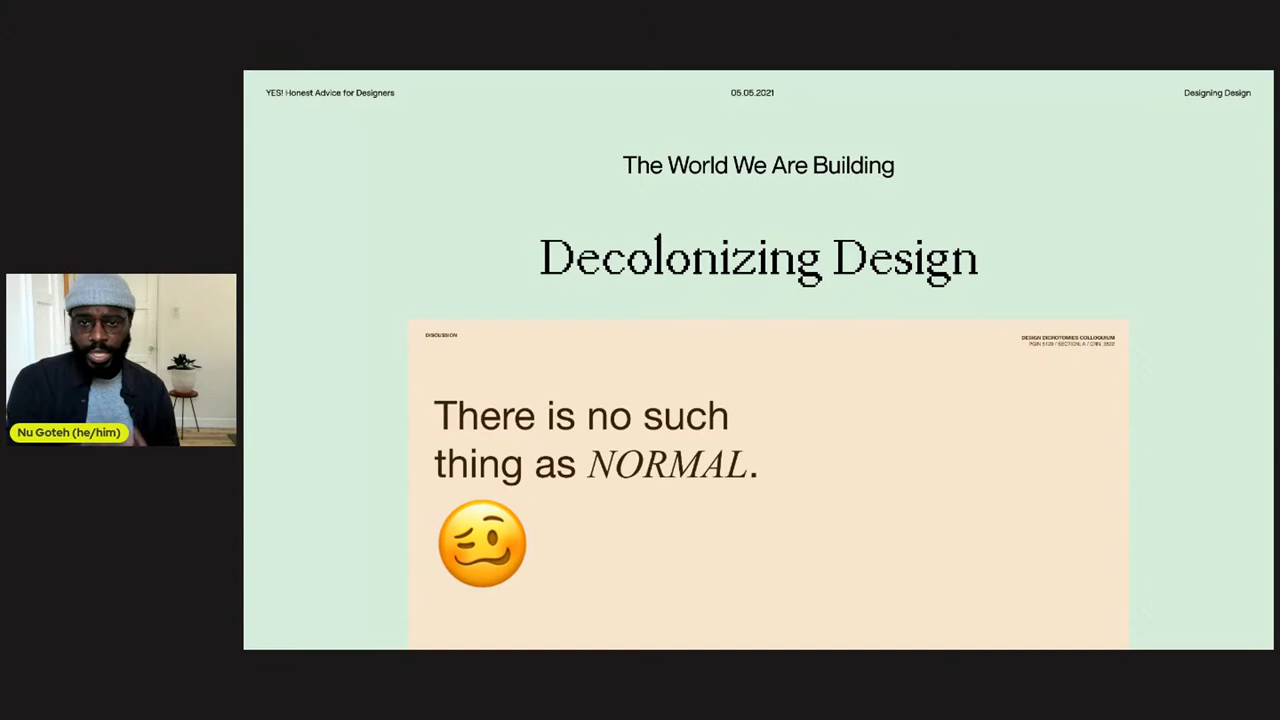 YES! Honest Advice for Designers
05.05.2021
Designing Design
The World We Are Building
Decolonizing Design
DISCUSSION
DESIGN DICHOTOMIES COLLOQUIUM
There is no such
thing as NORMAL.
Nu Goteh (he/him)